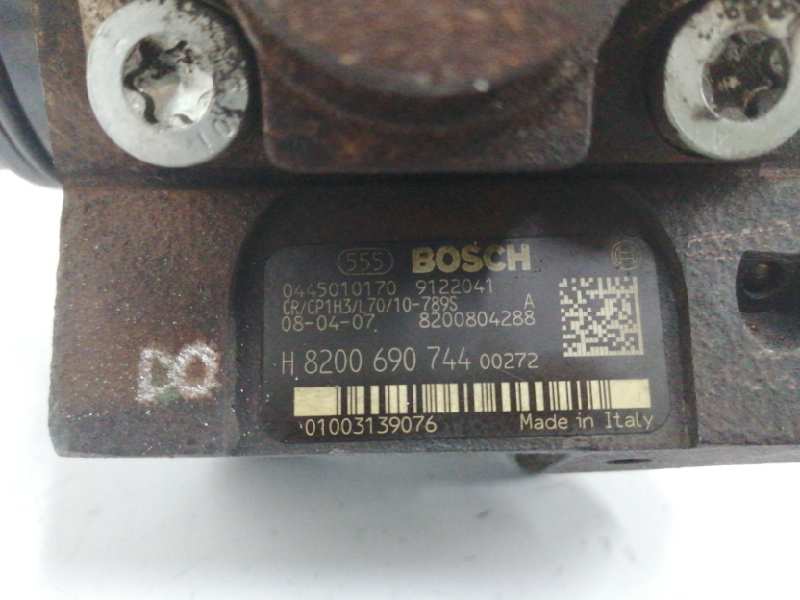 555 BOSCH
0445010170 9122041
CR/CP1H3/L70/10-789S A
08-04-07. 8200804288
H 8200 690 744 00272
01003139076 Made in Italy